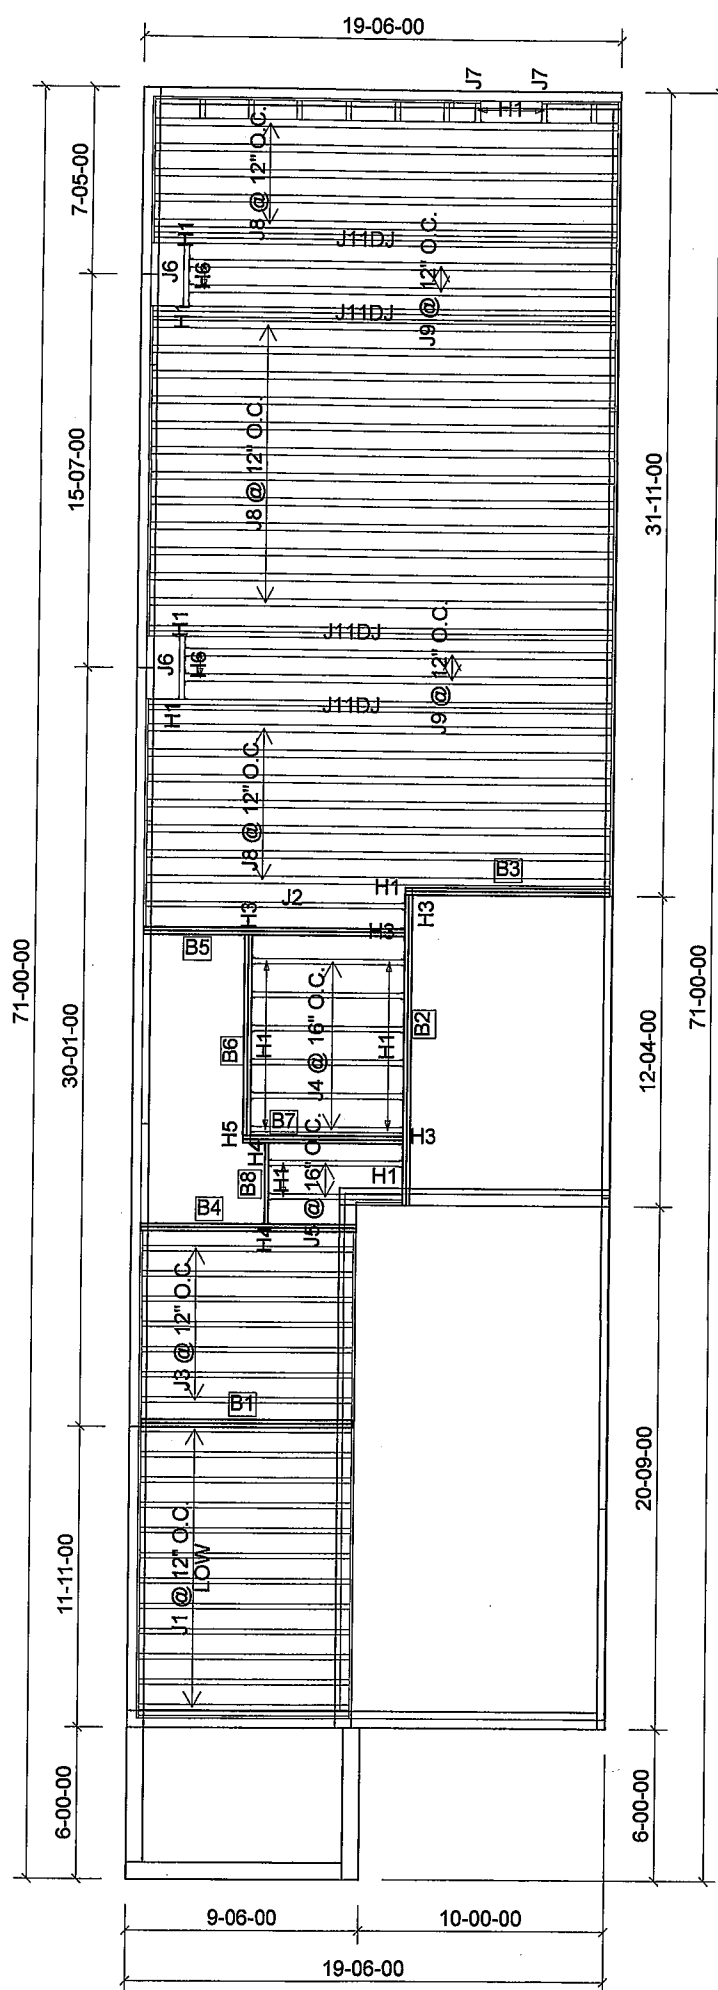 19-06-00
J7
J7
H1
7-05-00
J8 @ 12" O.C.
H1
J11DJ
J6
H6
J9 @ 12" O.C.
H1
J11DJ
15-07-00
J8 @ 12" O.C.
31-11-00
H1
J11DJ
J6
H6
J9 @ 12" O.C.
H1
J11DJ
J8 @ 12" O.C.
B3
H1
J2
H3
H3
B5
71-00-00
30-01-00
B6
H1
J4 @ 16" O.C.
H1
B2
12-04-00
71-00-00
B7
H5
H4
H3
B8
H1
J5 @ 16" O.C.
H1
B4
H4
J3 @ 12" O.C.
B1
20-09-00
11-11-00
J1 @ 12" O.C.
LOW
6-00-00
6-00-00
9-06-00
10-00-00
19-06-00